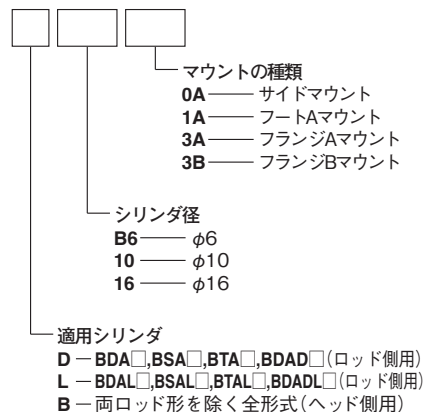 マウントの種類
0A―― サイドマウント
1A―― フートAマウント
3A―― フランジAマウント
3B―― フランジBマウント
シリンダ径
B6―― φ6
10―― φ10
16―― φ16
適用シリンダ
D ― BDA□,BSA□,BTA□,BDAD□(ロッド側用)
L ― BDAL□,BSAL□,BTAL□,BDADL□(ロッド側用)
B ― 両ロッド形を除く全形式(ヘッド側用)